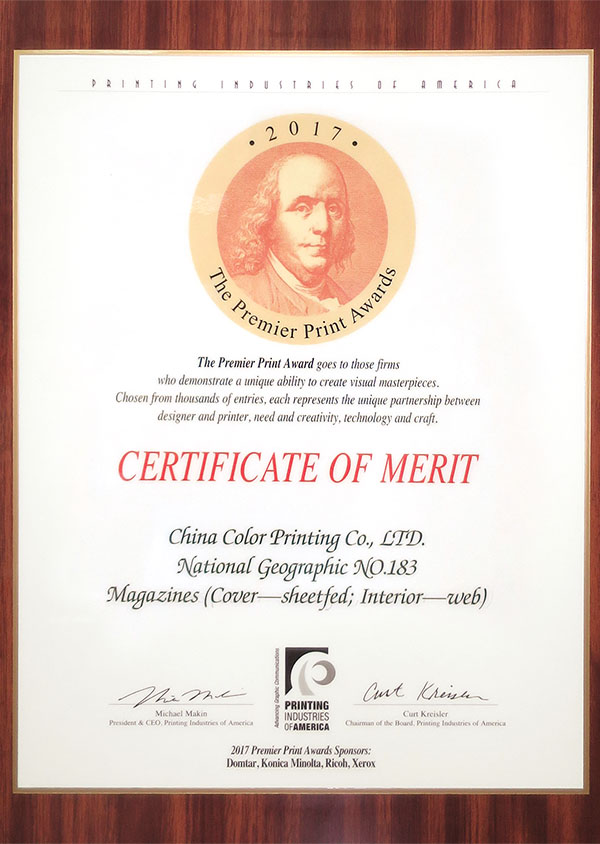 PRINTING INDUSTRIES OF AMERICA
• 2017 •
The Premier Print Awards
The Premier Print Award goes to those firms
who demonstrate a unique ability to create visual masterpieces.
Chosen from thousands of entries, each represents the unique partnership between
designer and printer, need and creativity, technology and craft.
CERTIFICATE OF MERIT
China Color Printing Co., LTD.
National Geographic NO.183
Magazines (Cover—sheetfed; Interior—web)
Advancing Graphic Communications
PRINTING
INDUSTRIES
OF AMERICA
Michael Makin
President & CEO, Printing Industries of America
Curt Kreisler
Curt Kreisler
Chairman of the Board, Printing Industries of America
2017 Premier Print Awards Sponsors:
Domtar, Konica Minolta, Ricoh, Xerox